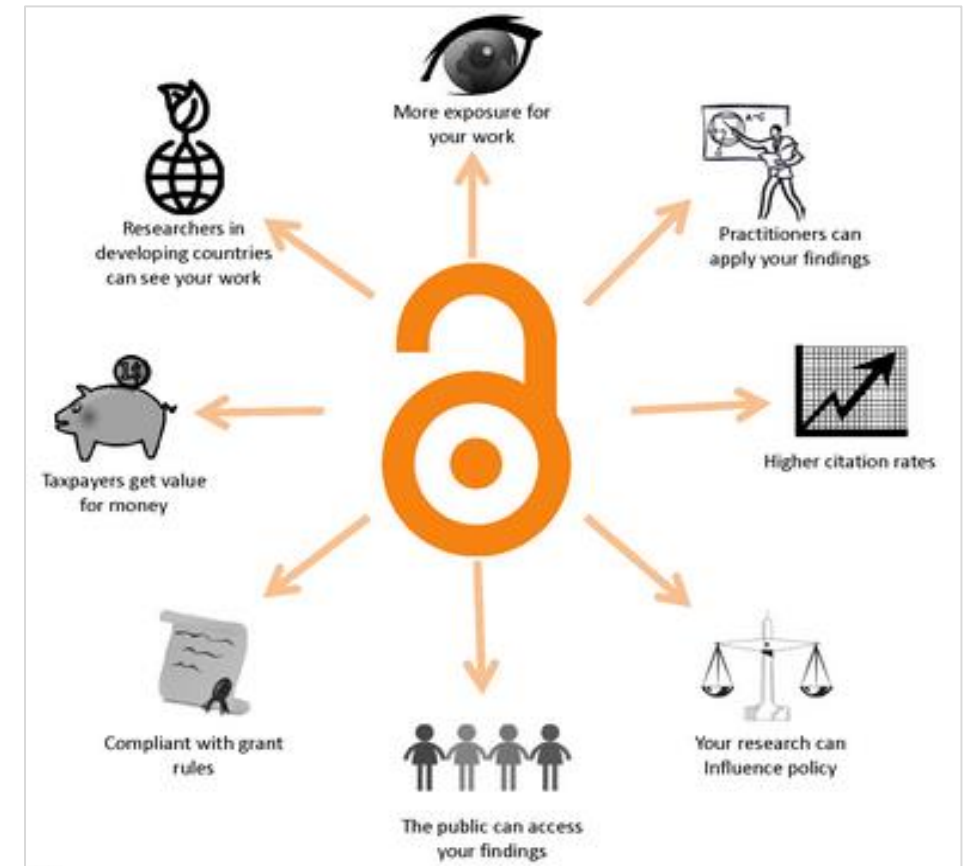 More exposure for
your work
Practitioners can
apply your findings
Higher citation rates
Your research can
Influence policy
The public can access
your findings
Compliant with grant
rules
Taxpayers get value
for money
Researchers in
developing countries
can see your work